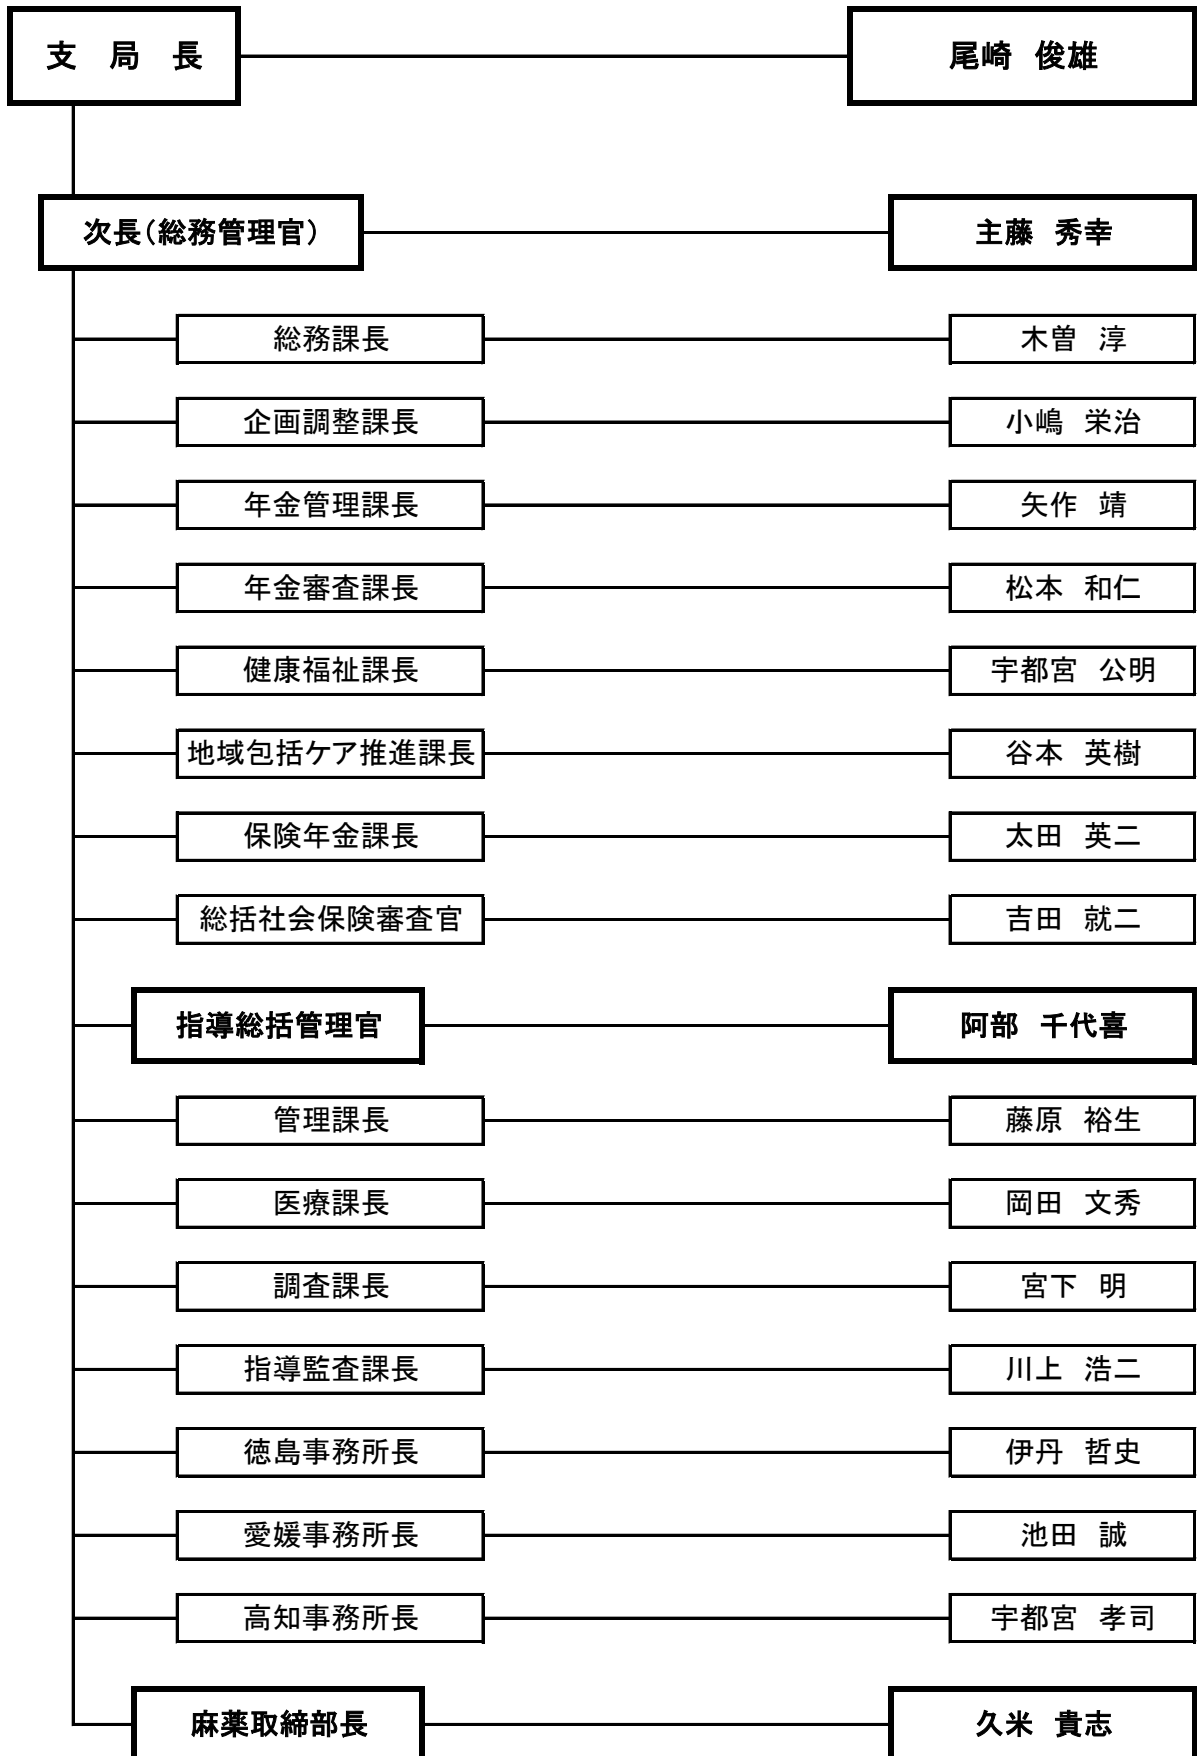 支　局　長　尾崎　俊雄
次長（総務管理官）　主藤　秀幸
総務課長　木曽　淳
企画調整課長　小嶋　栄治
年金管理課長　矢作　靖
年金審査課長　松本　和仁
健康福祉課長　宇都宮　公明
地域包括ケア推進課長　谷本　英樹
保険年金課長　太田　英二
総括社会保険審査官　吉田　就二
指導総括管理官　阿部　千代喜
管理課長　藤原　裕生
医療課長　岡田　文秀
調査課長　宮下　明
指導監査課長　川上　浩二
徳島事務所長　伊丹　哲史
愛媛事務所長　池田　誠
高知事務所長　宇都宮　孝司
麻薬取締部長　久米　貴志